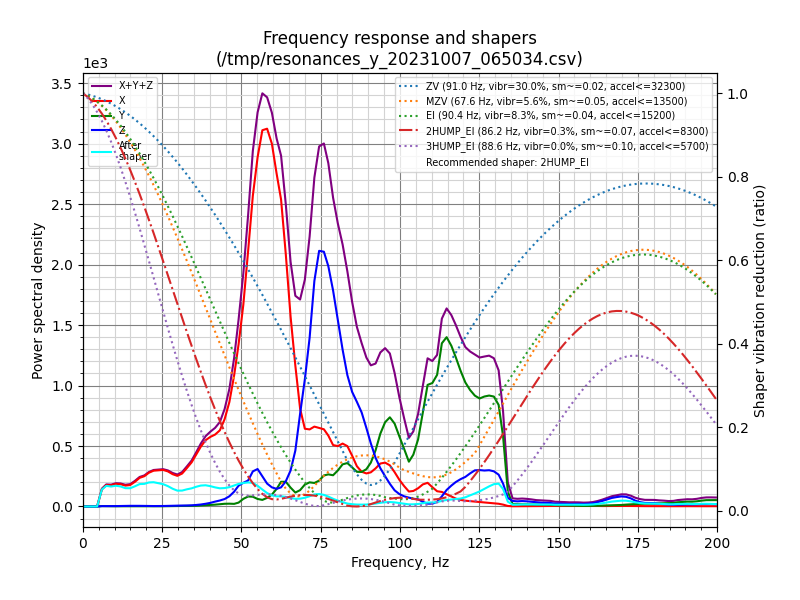 Frequency response and shapers
(/tmp/resonances_y_20231007_065034.csv)
1e3
X+Y+Z
X
Y
Z
After
shaper
ZV (91.0 Hz, vibr=30.0%, sm~=0.02, accel<=32300)
MZV (67.6 Hz, vibr=5.6%, sm~=0.05, accel<=13500)
EI (90.4 Hz, vibr=8.3%, sm~=0.04, accel<=15200)
2HUMP_EI (86.2 Hz, vibr=0.3%, sm~=0.07, accel<=8300)
3HUMP_EI (88.6 Hz, vibr=0.0%, sm~=0.10, accel<=5700)
Recommended shaper: 2HUMP_EI
3.5
3.0
2.5
2.0
1.5
1.0
0.5
0.0
Power spectral density
1.0
0.8
0.6
0.4
0.2
0.0
Shaper vibration reduction (ratio)
0 25 50 75 100 125 150 175 200
Frequency, Hz